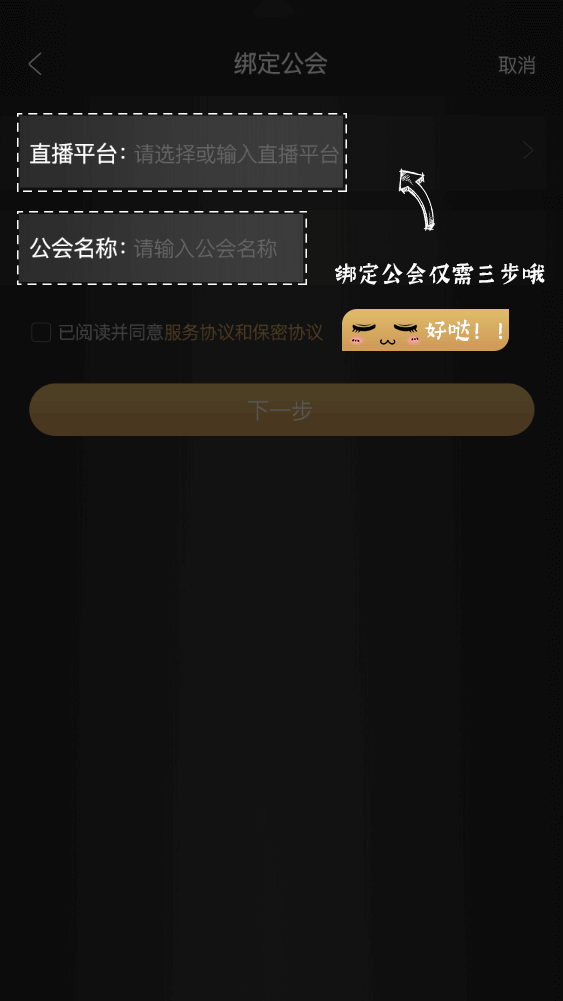 绑定公会
取消
直播平台：请选择或输入直播平台
公会名称：请输入公会名称
绑定公会仅需三步哦
已阅读并同意服务协议和保密协议
好哒！！
下一步